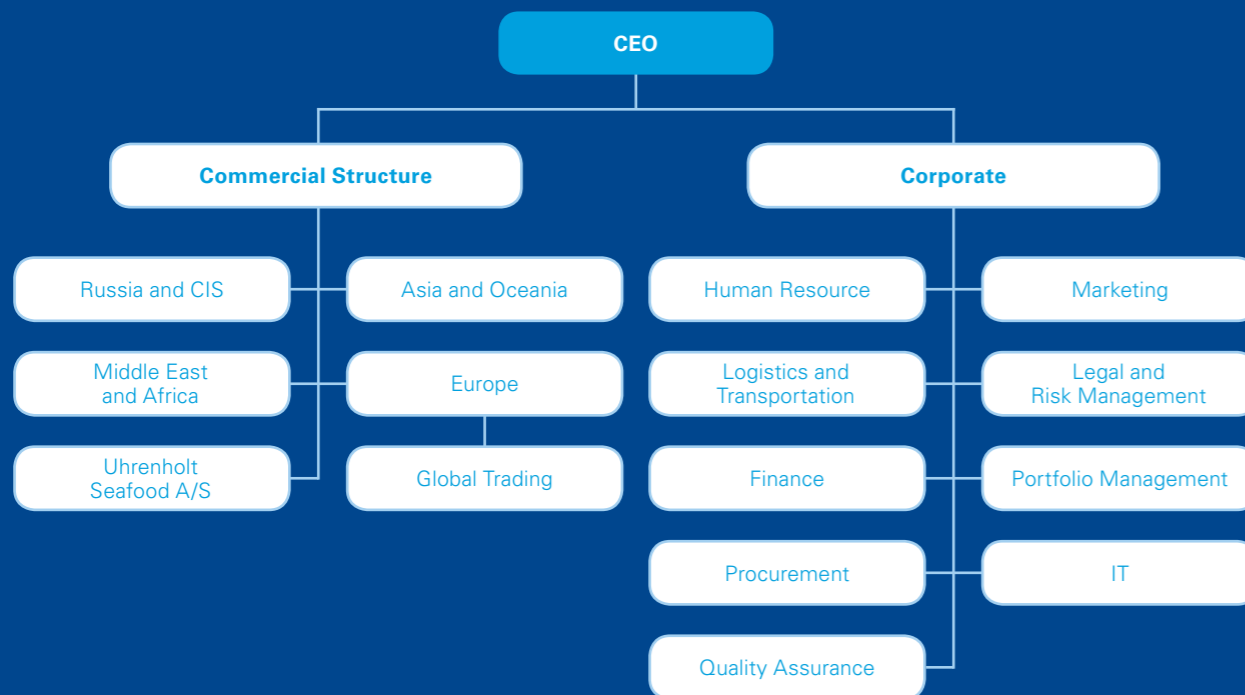 CEO
Commercial Structure
Corporate
Russia and CIS
Asia and Oceania
Human Resource
Marketing
Middle East
and Africa
Europe
Logistics and
Transportation
Legal and
Risk Management
Uhrenholt
Seafood A/S
Global Trading
Finance
Portfolio Management
Procurement
IT
Quality Assurance